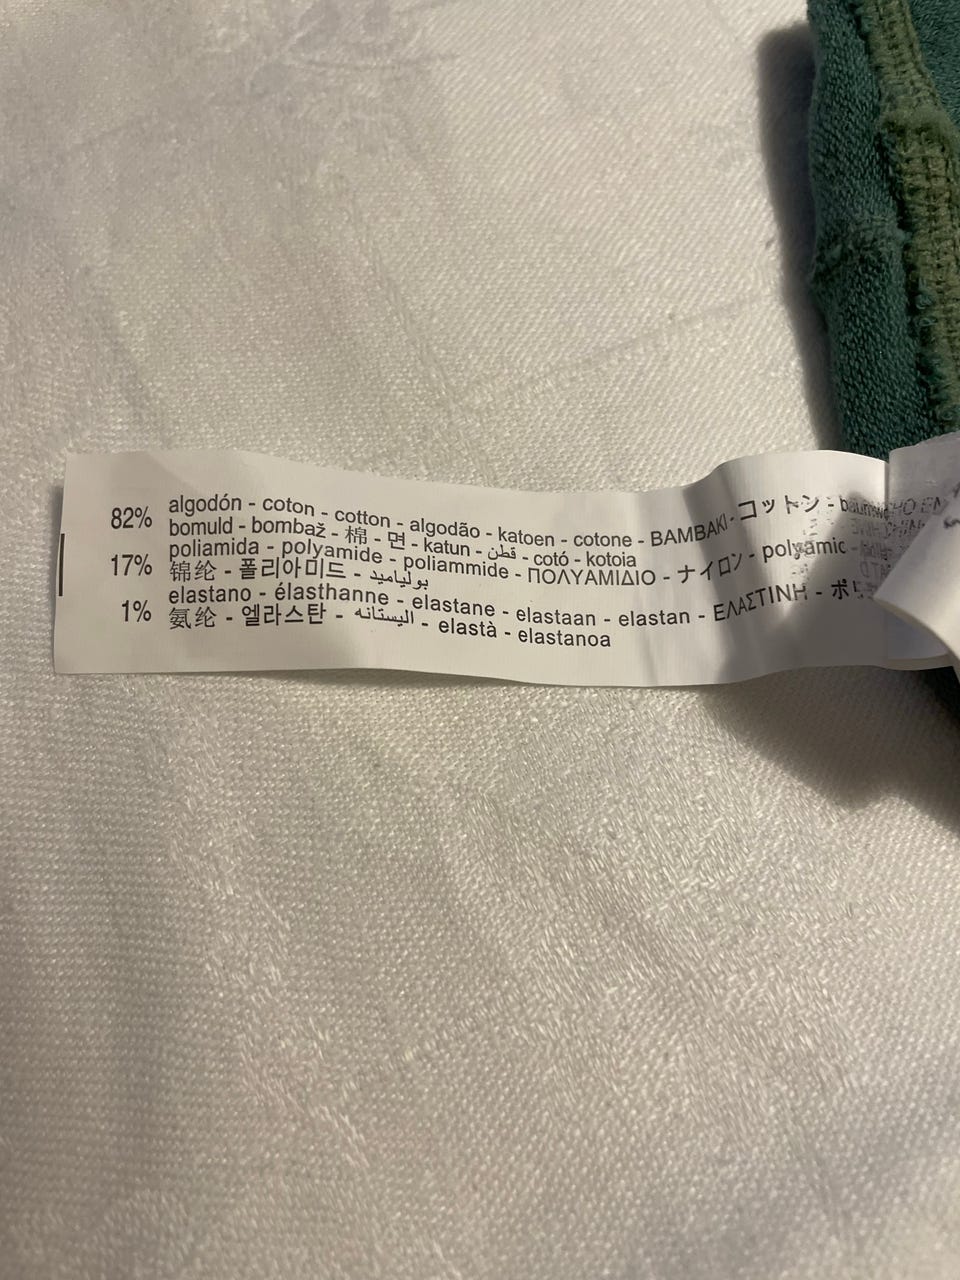 82% algodón - coton - cotton - algodão - katoen - cotone - BAMBAKI - コットン -
bomuld - bombaž - 棉 - 면 - katun - قطن - cotó - kotoia
17% poliamida - polyamide - poliammide - ΠΟΛΥΑΜΙΔΙΟ - ナイロン - polyamic -
锦纶 - 폴리아미드 - بولياميد
1% elastano - élasthanne - elastane - elastaan - elastan - ΕΛΑΣΤΙΝΗ -
氨纶 - 엘라스탄 - اليستانه - elastà - elastanoa